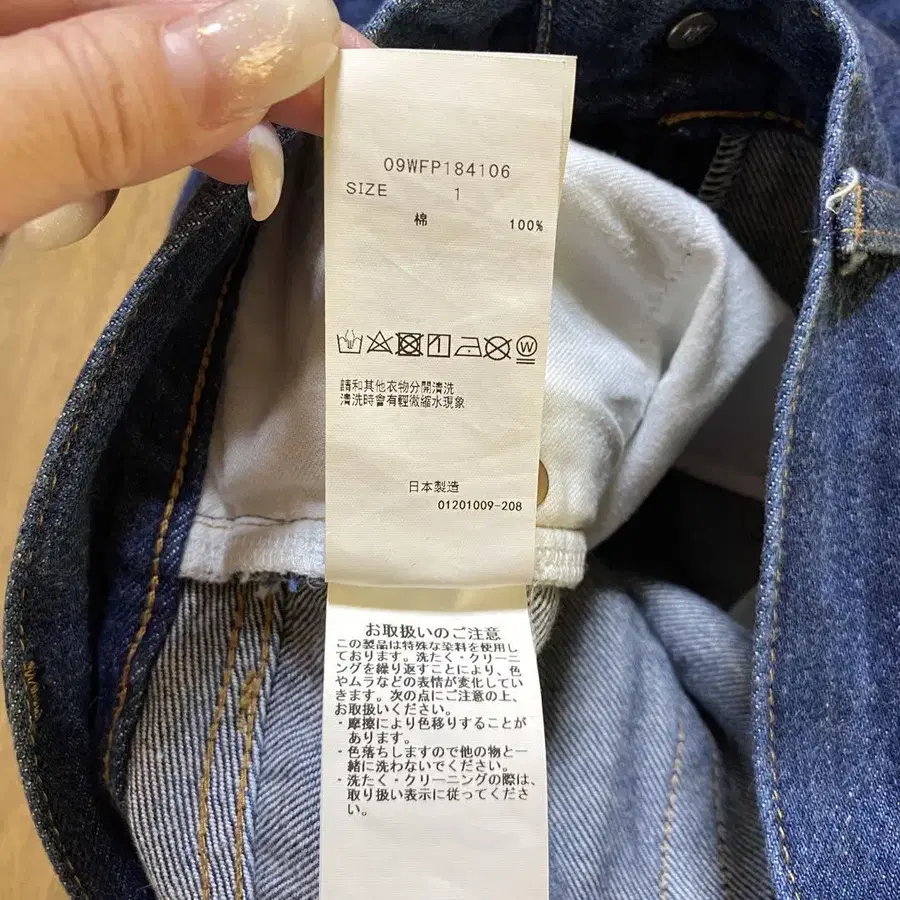 09WFP184106
SIZE 1
棉 100%
請和其他衣物分開清洗
清洗時會有輕微縮水現象
日本製造
01201009-208
お取扱いのご注意
この製品は特殊な染料を使用し
ております。洗たく・クリーニ
ングを繰り返すことにより、色
やムラなどの表情が変化してい
きます。次の点にご注意の上、
お取扱いください。
・摩擦により色移りすることが
あります。
・色落ちしますので他の物と一
緒に洗わないでください。
・洗たく・クリーニングの際は、
取り扱い表示に従ってくださ
い。